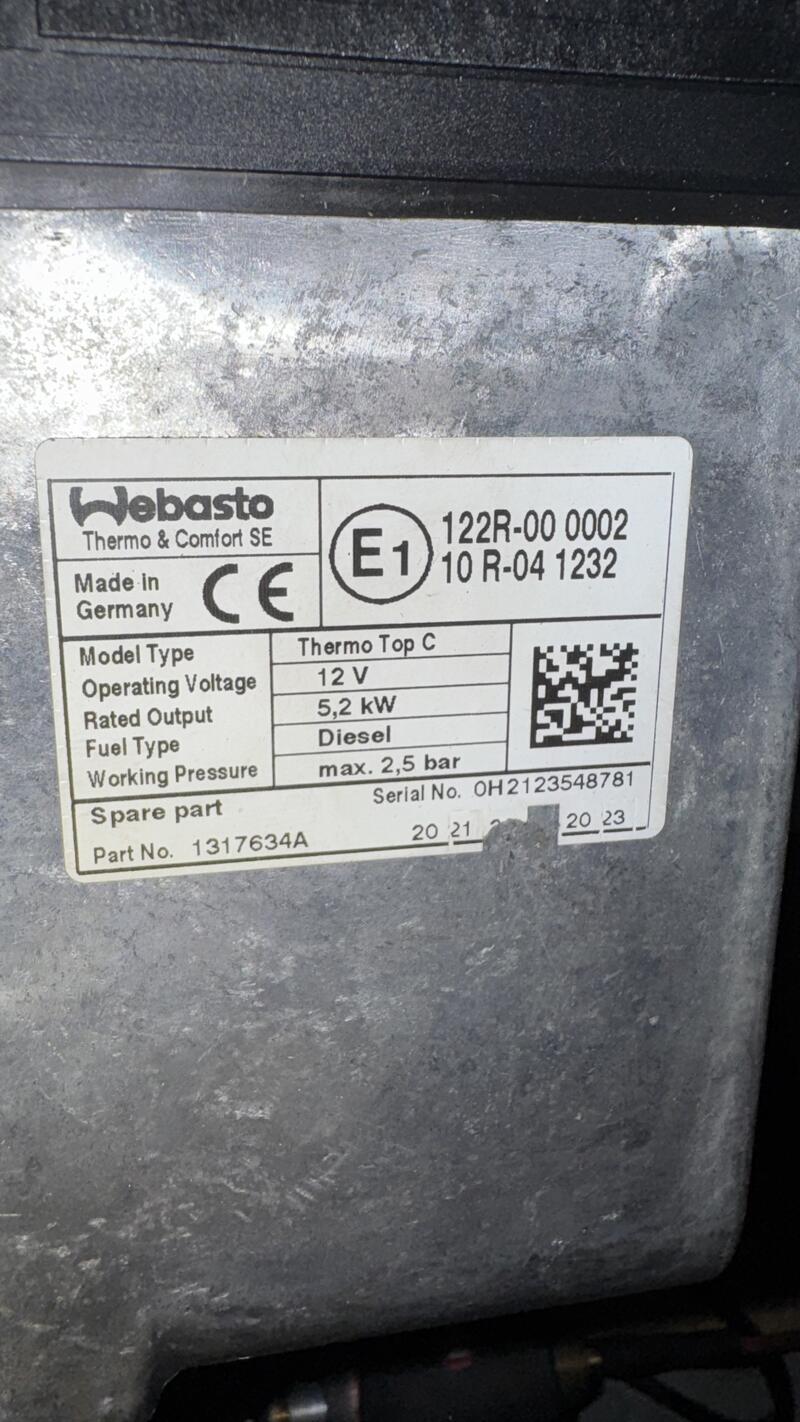 Webasto
Thermo & Comfort SE
Made in
Germany
CE
E1
122R-00 0002
10 R-04 1232
Model Type Thermo Top C
Operating Voltage 12 V
Rated Output 5,2 kW
Fuel Type Diesel
Working Pressure max. 2,5 bar
Spare part Serial No. 0H2123548781
Part No. 1317634A 20 21 20 23